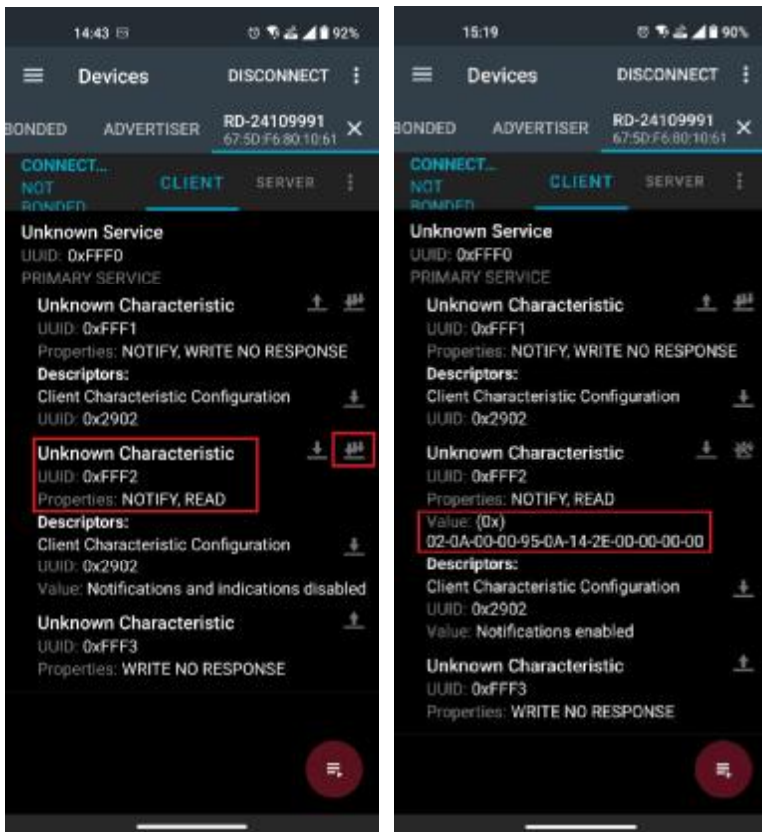 14:43
92%
Devices
DISCONNECT
BONDED
ADVERTISER
RD-24109991
67:5D:F6:80:10:61
CONNECT...
NOT
BONDED
CLIENT
SERVER
Unknown Service
UUID: 0xFFF0
PRIMARY SERVICE
Unknown Characteristic
UUID: 0xFFF1
Properties: NOTIFY, WRITE NO RESPONSE
Descriptors:
Client Characteristic Configuration
UUID: 0x2902
Unknown Characteristic
UUID: 0xFFF2
Properties: NOTIFY, READ
Descriptors:
Client Characteristic Configuration
UUID: 0x2902
Value: Notifications and indications disabled
Unknown Characteristic
UUID: 0xFFF3
Properties: WRITE NO RESPONSE
15:19
90%
Devices
DISCONNECT
BONDED
ADVERTISER
RD-24109991
67:5D:F6:80:10:61
CONNECT...
NOT
BONDED
CLIENT
SERVER
Unknown Service
UUID: 0xFFF0
PRIMARY SERVICE
Unknown Characteristic
UUID: 0xFFF1
Properties: NOTIFY, WRITE NO RESPONSE
Descriptors:
Client Characteristic Configuration
UUID: 0x2902
Unknown Characteristic
UUID: 0xFFF2
Properties: NOTIFY, READ
Value: (0x)
02-0A-00-00-95-0A-14-2E-00-00-00-00
Descriptors:
Client Characteristic Configuration
UUID: 0x2902
Value: Notifications enabled
Unknown Characteristic
UUID: 0xFFF3
Properties: WRITE NO RESPONSE